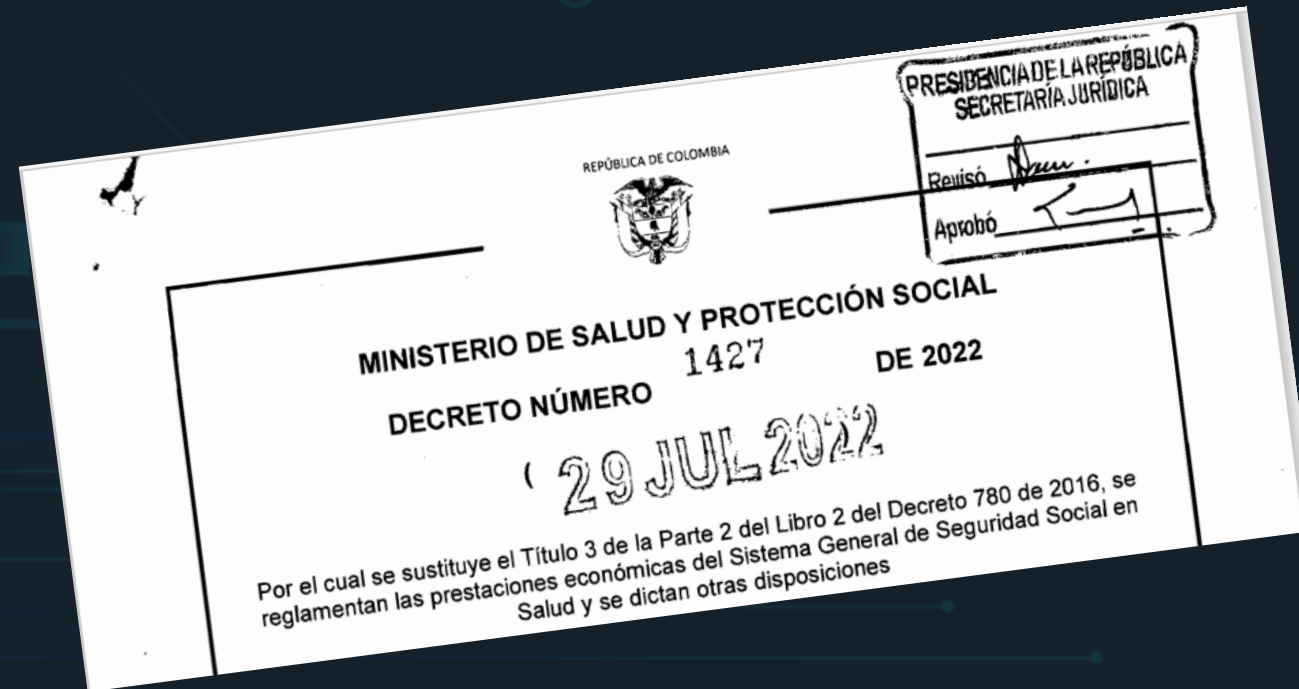 PRESIDENCIA DE LA REPÚBLICA
SECRETARÍA JURÍDICA
Revisó
Aprobó
REPÚBLICA DE COLOMBIA
MINISTERIO DE SALUD Y PROTECCIÓN SOCIAL
DECRETO NÚMERO 1427 DE 2022
( 29 JUL 2022
Por el cual se sustituye el Título 3 de la Parte 2 del Libro 2 del Decreto 780 de 2016, se
reglamentan las prestaciones económicas del Sistema General de Seguridad Social en
Salud y se dictan otras disposiciones